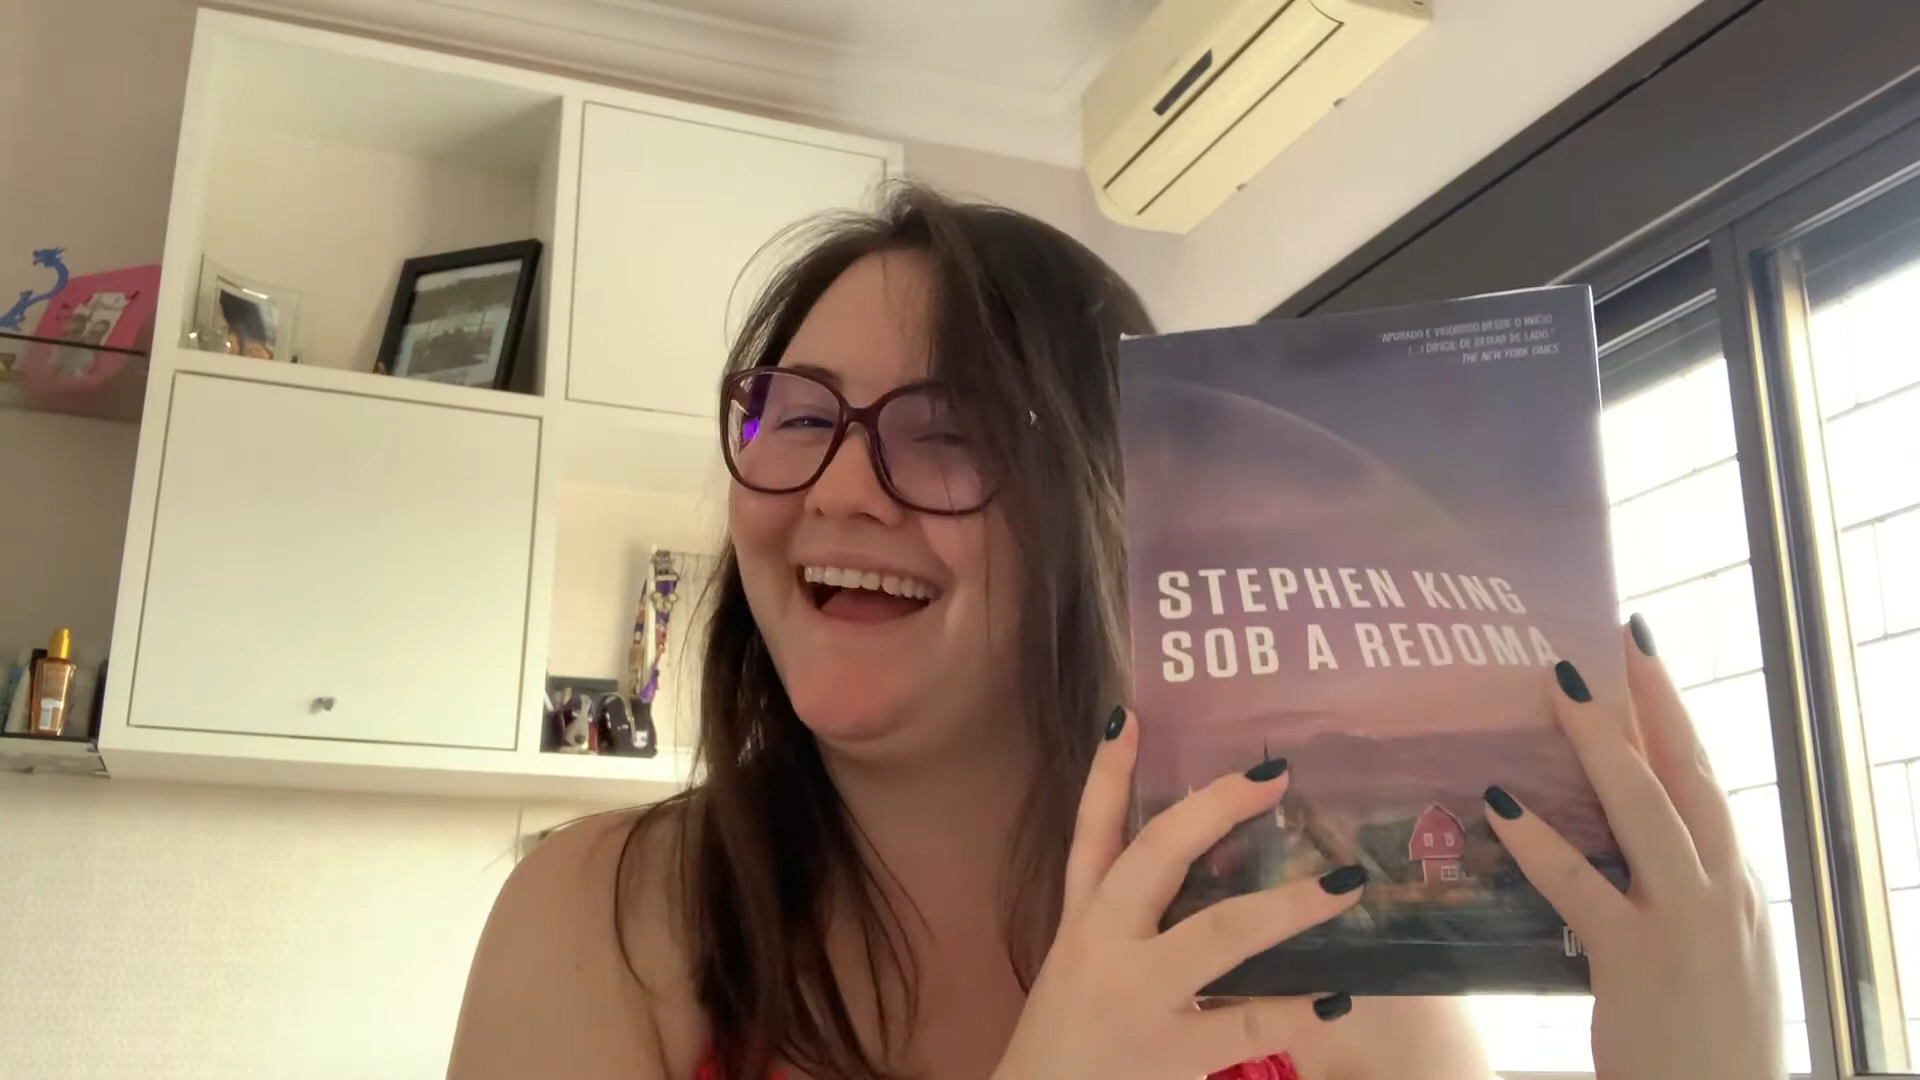 "APURADO E VIGOROSO DESDE O INÍCIO
[...] DIFÍCIL DE DEIXAR DE LADO."
THE NEW YORK TIMES
STEPHEN KING
SOB A REDOMA